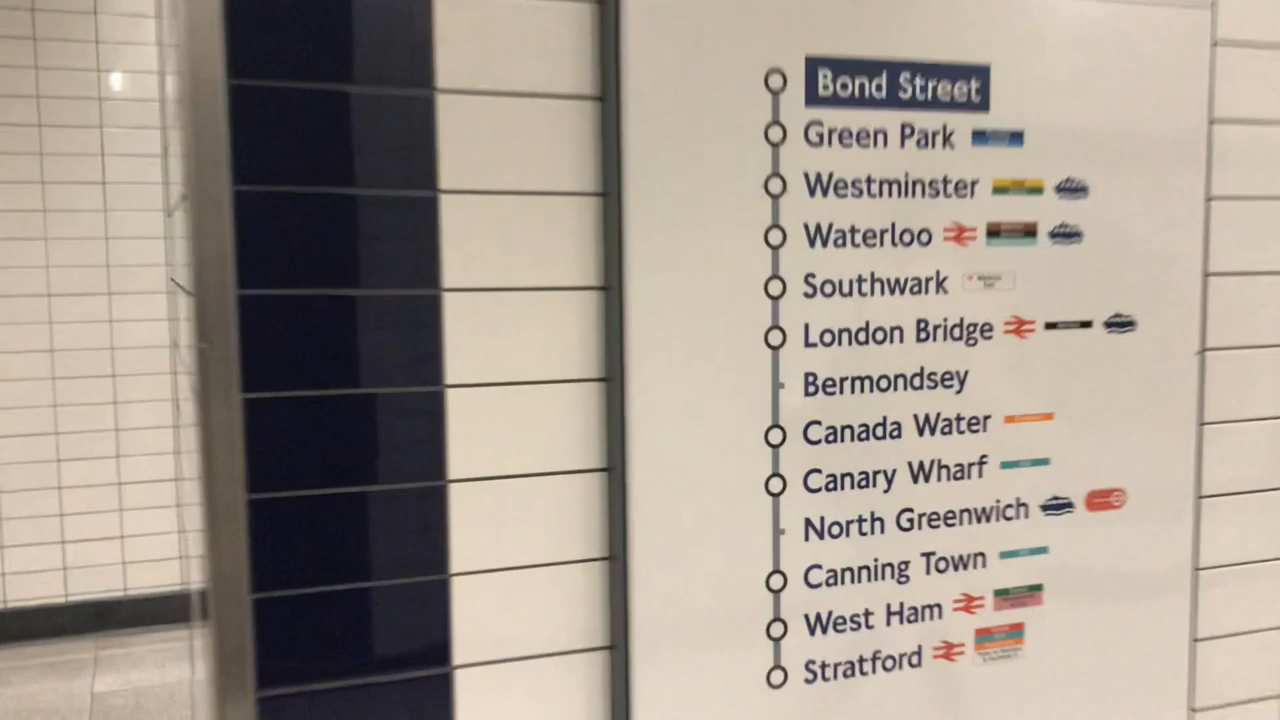 Bond Street
Green Park
Westminster
Waterloo
Southwark
London Bridge
Bermondsey
Canada Water
Canary Wharf
North Greenwich
Canning Town
West Ham
Stratford